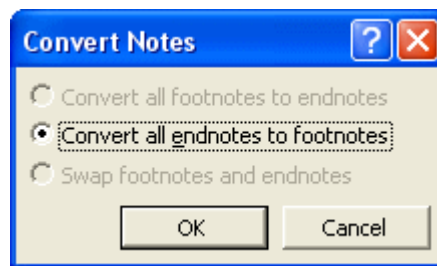 Convert Notes
Convert all footnotes to endnotes
Convert all endnotes to footnotes
Swap footnotes and endnotes
OK Cancel